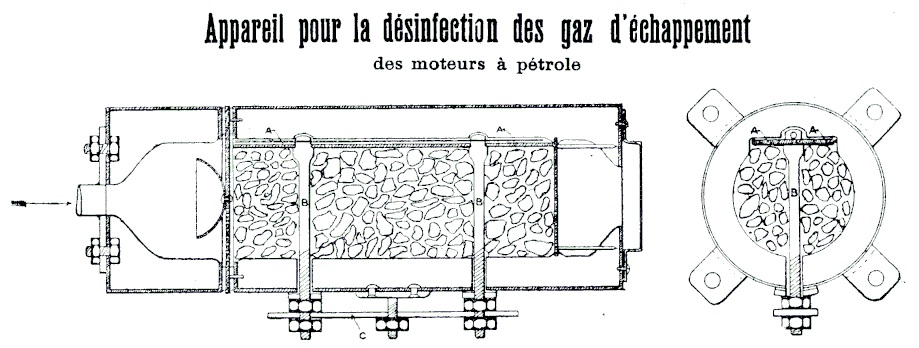 Appareil pour la désinfection des gaz d'échappement
des moteurs à pétrole
A A A A
B B B
C